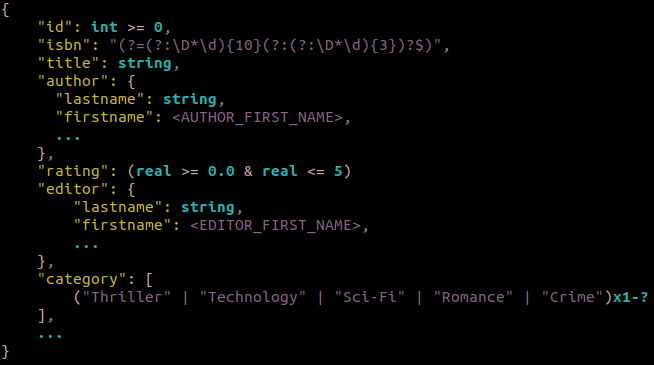 {
    "id": int >= 0,
    "isbn": "(?=(?:\D*\d){10}(?:(?:\D*\d){3})?$)",
    "title": string,
    "author": {
      "lastname": string,
      "firstname": <AUTHOR_FIRST_NAME>,
      ...
    },
    "rating": (real >= 0.0 & real <= 5)
    "editor": {
        "lastname": string,
        "firstname": <EDITOR_FIRST_NAME>,
        ...
    },
    "category": [
        ("Thriller" | "Technology" | "Sci-Fi" | "Romance" | "Crime")x1-?
    ],
    ...
}